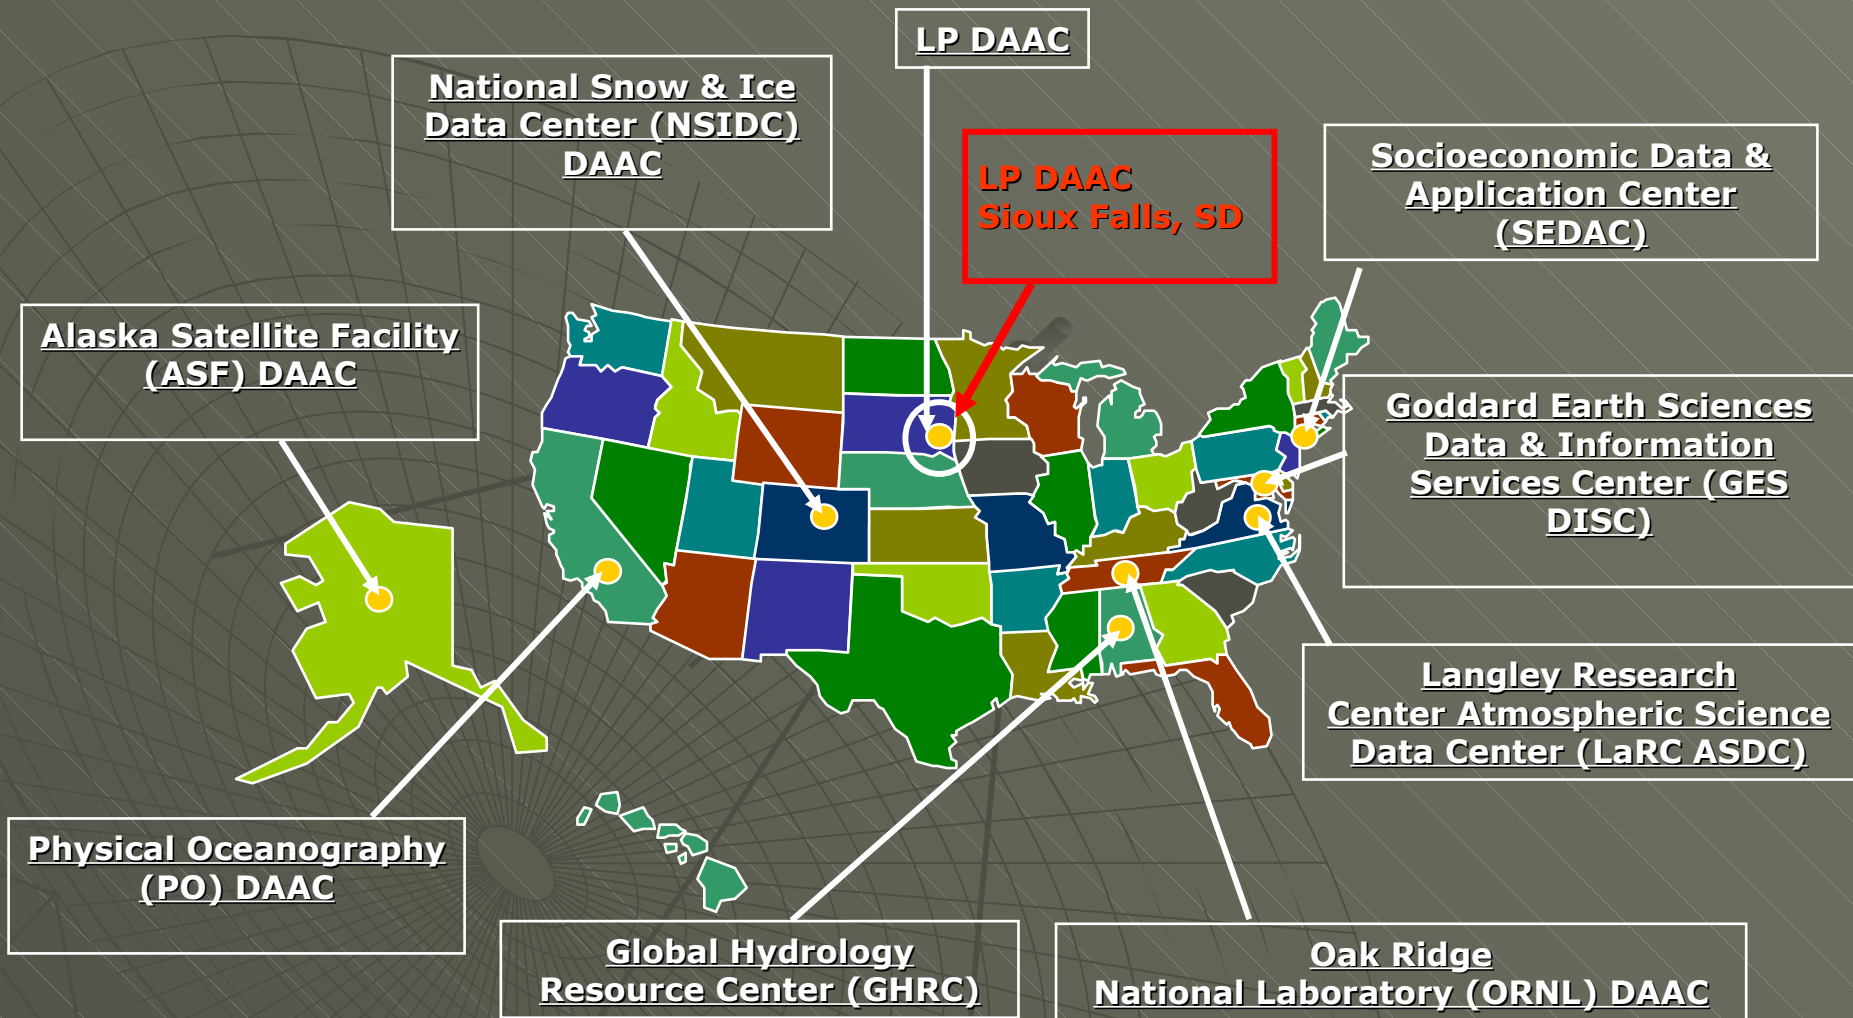 LP DAAC
National Snow & Ice
Data Center (NSIDC)
DAAC
LP DAAC
Sioux Falls, SD
Socioeconomic Data &
Application Center
(SEDAC)
Alaska Satellite Facility
(ASF) DAAC
Goddard Earth Sciences
Data & Information
Services Center (GES
DISC)
Langley Research
Center Atmospheric Science
Data Center (LaRC ASDC)
Physical Oceanography
(PO) DAAC
Global Hydrology
Resource Center (GHRC)
Oak Ridge
National Laboratory (ORNL) DAAC